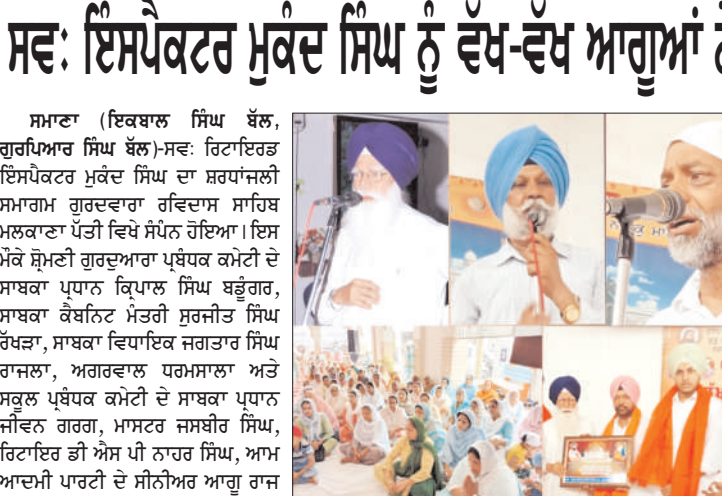 ਸਵ: ਇੰਸਪੈਕਟਰ ਮੁਕੰਦ ਸਿੰਘ ਨੂੰ ਵੱਖ-ਵੱਖ ਆਗੂਆਂ
ਸਮਾਣਾ (ਇਕਬਾਲ ਸਿੰਘ ਬੱਲ,
ਗੁਰਪਿਆਰ ਸਿੰਘ ਬੱਲ)-ਸਵ: ਰਿਟਾਇਰਡ
ਇੰਸਪੈਕਟਰ ਮੁਕੰਦ ਸਿੰਘ ਦਾ ਸ਼ਰਧਾਂਜਲੀ
ਸਮਾਗਮ ਗੁਰਦਵਾਰਾ ਰਵਿਦਾਸ ਸਾਹਿਬ
ਮਲਕਾਣਾ ਪੱਤੀ ਵਿਖੇ ਸੰਪੰਨ ਹੋਇਆ।ਇਸ
ਮੌਕੇ ਸ਼੍ਰੋਮਣੀ ਗੁਰਦੁਆਰਾ ਪ੍ਰਬੰਧਕ ਕਮੇਟੀ ਦੇ
ਸਾਬਕਾ ਪ੍ਰਧਾਨ ਕ੍ਰਿਪਾਲ ਸਿੰਘ ਬਡੂੰਗਰ,
ਸਾਬਕਾ ਕੈਬਨਿਟ ਮੰਤਰੀ ਸੁਰਜੀਤ ਸਿੰਘ
ਰੱਖੜਾ, ਸਾਬਕਾ ਵਿਧਾਇਕ ਜਗਤਾਰ ਸਿੰਘ
ਰਾਜਲਾ, ਅਗਰਵਾਲ ਧਰਮਸਾਲਾ ਅਤੇ
ਸਕੂਲ ਪ੍ਰਬੰਧਕ ਕਮੇਟੀ ਦੇ ਸਾਬਕਾ ਪ੍ਰਧਾਨ
ਜੀਵਨ ਗਰਗ, ਮਾਸਟਰ ਜਸਬੀਰ ਸਿੰਘ,
ਰਿਟਾਇਰ ਡੀ ਐਸ ਪੀ ਨਾਹਰ ਸਿੰਘ, ਆਮ
ਆਦਮੀ ਪਾਰਟੀ ਦੇ ਸੀਨੀਅਰ ਆਗੂ ਰਾਜ